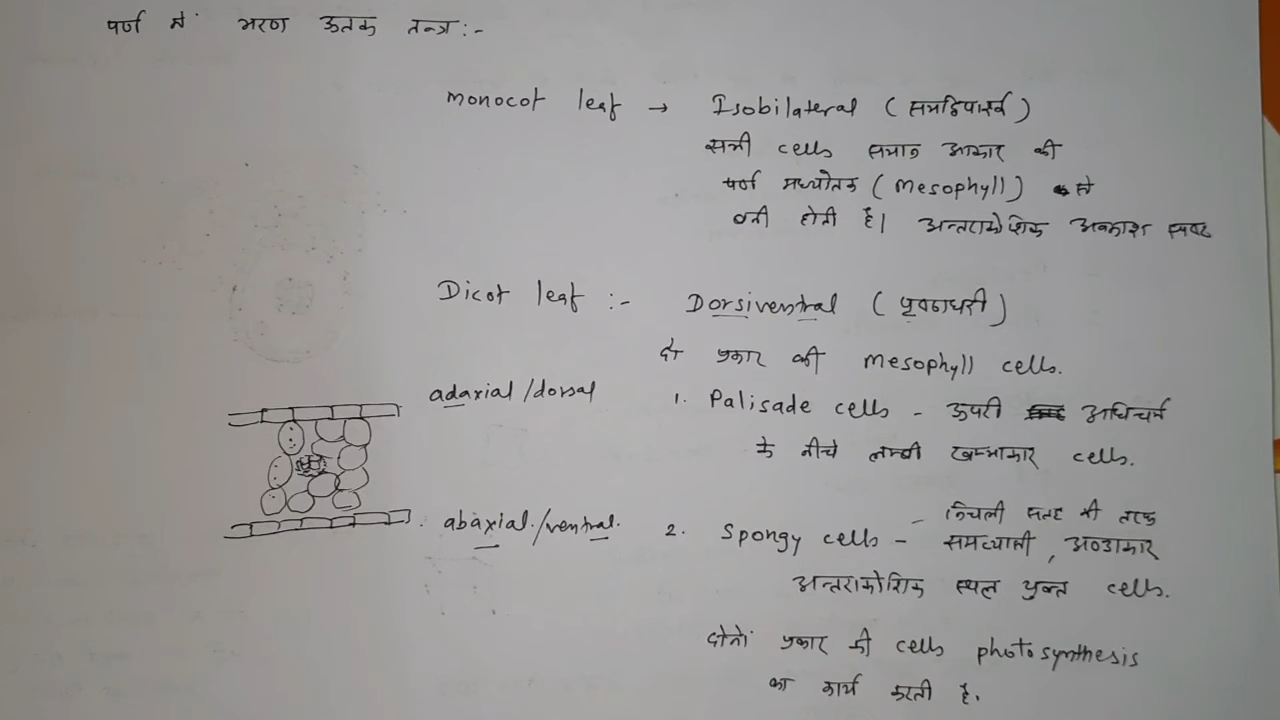 पर्ण में भरण ऊतक तन्त्र :-
monocot leaf → Isobilateral (समद्विपार्श्व)
सभी cells समान आकार की
पर्ण मध्योतक (mesophyll) से
बनी होती है। अन्तराकोशिक अवकाश स्पष्ट
Dicot leaf :- Dorsiventral (पृष्ठाधरी)
दो प्रकार की mesophyll cells.
adaxial/dorsal
1. Palisade cells - ऊपरी अधिचर्म
के नीचे लम्बी खम्भाकार cells.
abaxial/ventral.
2. Spongy cells - निचली सतह की तरफ
समव्यासी, अण्डाकार
अन्तराकोशिक स्थल युक्त cells.
दोनों प्रकार की cells photosynthesis
का कार्य करती है.